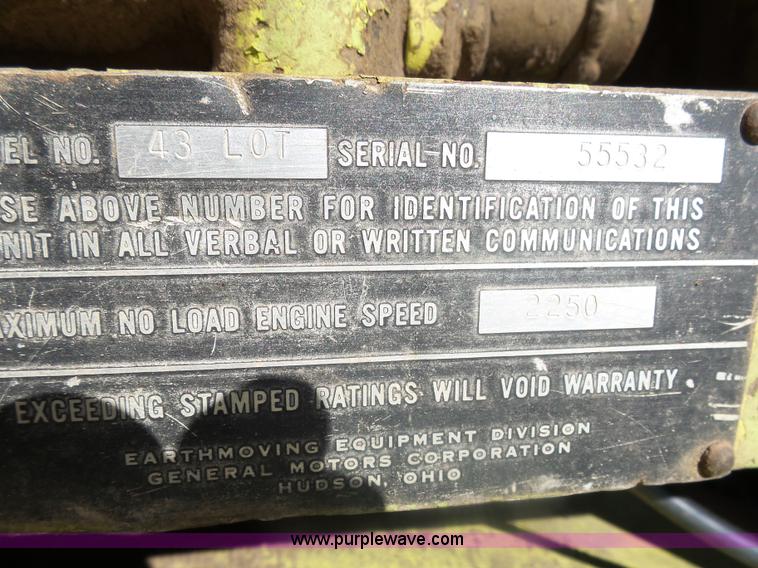 EL NO. 43 LOT SERIAL NO. 55532
SE ABOVE NUMBER FOR IDENTIFICATION OF THIS
NIT IN ALL VERBAL OR WRITTEN COMMUNICATIONS
AXIMUM NO LOAD ENGINE SPEED 2250
EXCEEDING STAMPED RATINGS WILL VOID WARRANTY.
EARTHMOVING EQUIPMENT DIVISION
GENERAL MOTORS CORPORATION
HUDSON, OHIO
www.purplewave.com